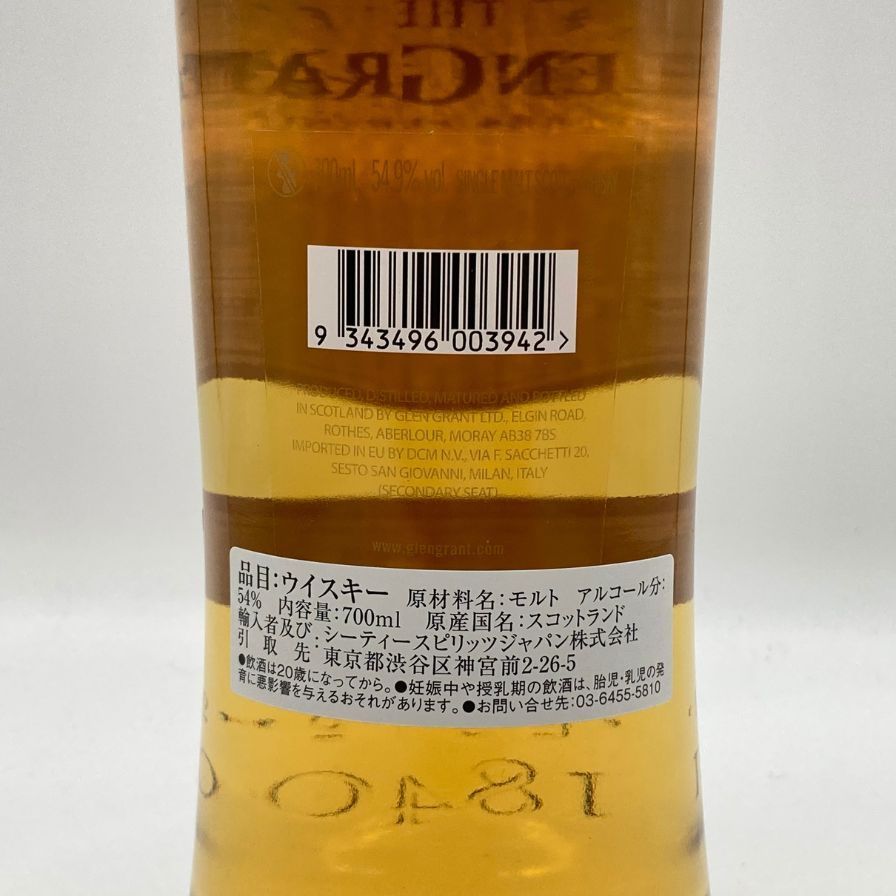 THE
700mL 54.9% vol SINGLE MALT SCOTCH
9 343496 003942 >
PRODUCED, DISTILLED, MATURED AND BOTTLED
IN SCOTLAND BY GLEN GRANT LTD., ELGIN ROAD,
ROTHES, ABERLOUR, MORAY AB38 7BS
IMPORTED IN EU BY DCM N.V., VIA F. SACCHETTI 20,
SESTO SAN GIOVANNI, MILAN, ITALY
(SECONDARY SEAT)
www.glengrant.com
品目:ウイスキー 原材料名:モルト アルコール分:
54% 内容量:700ml 原産国名:スコットランド
輸入者及び:シーティースピリッツジャパン株式会社
引取先:東京都渋谷区神宮前2-26-5
●飲酒は20歳になってから。●妊娠中や授乳期の飲酒は、胎児・乳児の発
育に悪影響を与えるおそれがあります。●お問い合せ先:03-6455-5810
1840